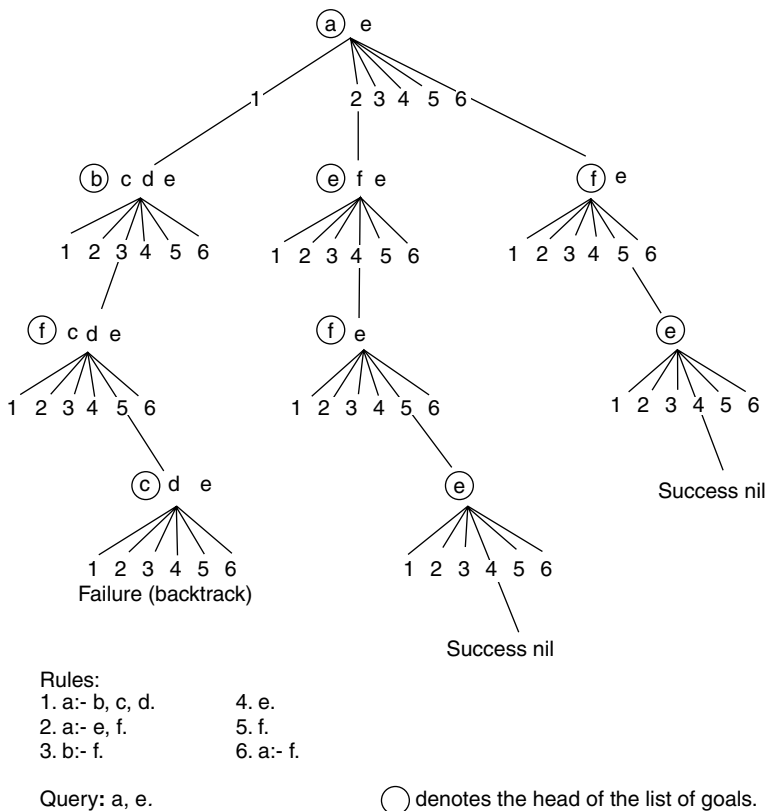 a e
1 2 3 4 5 6
b c d e e f e f e
1 2 3 4 5 6 1 2 3 4 5 6 1 2 3 4 5 6
f c d e f e e
1 2 3 4 5 6 1 2 3 4 5 6 1 2 3 4 5 6
c d e e Success nil
1 2 3 4 5 6 1 2 3 4 5 6
Failure (backtrack)
Success nil
Rules:
1. a:- b, c, d. 4. e.
2. a:- e, f. 5. f.
3. b:- f. 6. a:- f.
Query: a, e. denotes the head of the list of goals.